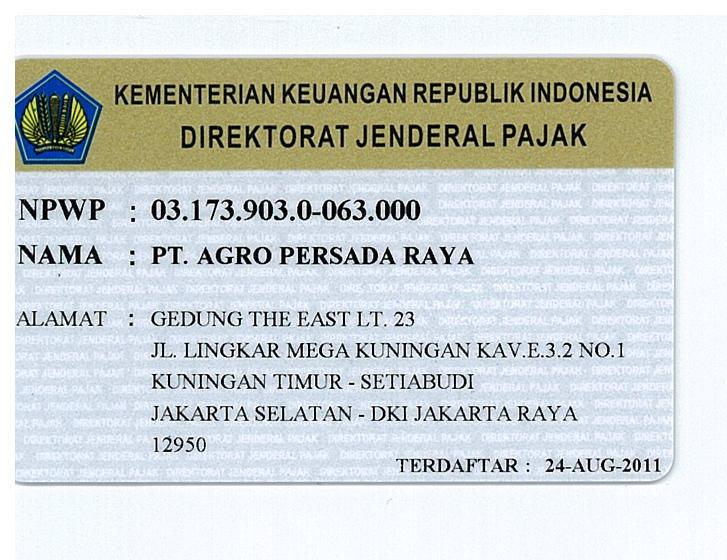 KEMENTERIAN KEUANGAN REPUBLIK INDONESIA
DIREKTORAT JENDERAL PAJAK
NPWP : 03.173.903.0-063.000
NAMA : PT. AGRO PERSADA RAYA
ALAMAT : GEDUNG THE EAST LT. 23
JL. LINGKAR MEGA KUNINGAN KAV.E.3.2 NO.1
KUNINGAN TIMUR - SETIABUDI
JAKARTA SELATAN - DKI JAKARTA RAYA
12950
TERDAFTAR : 24-AUG-2011